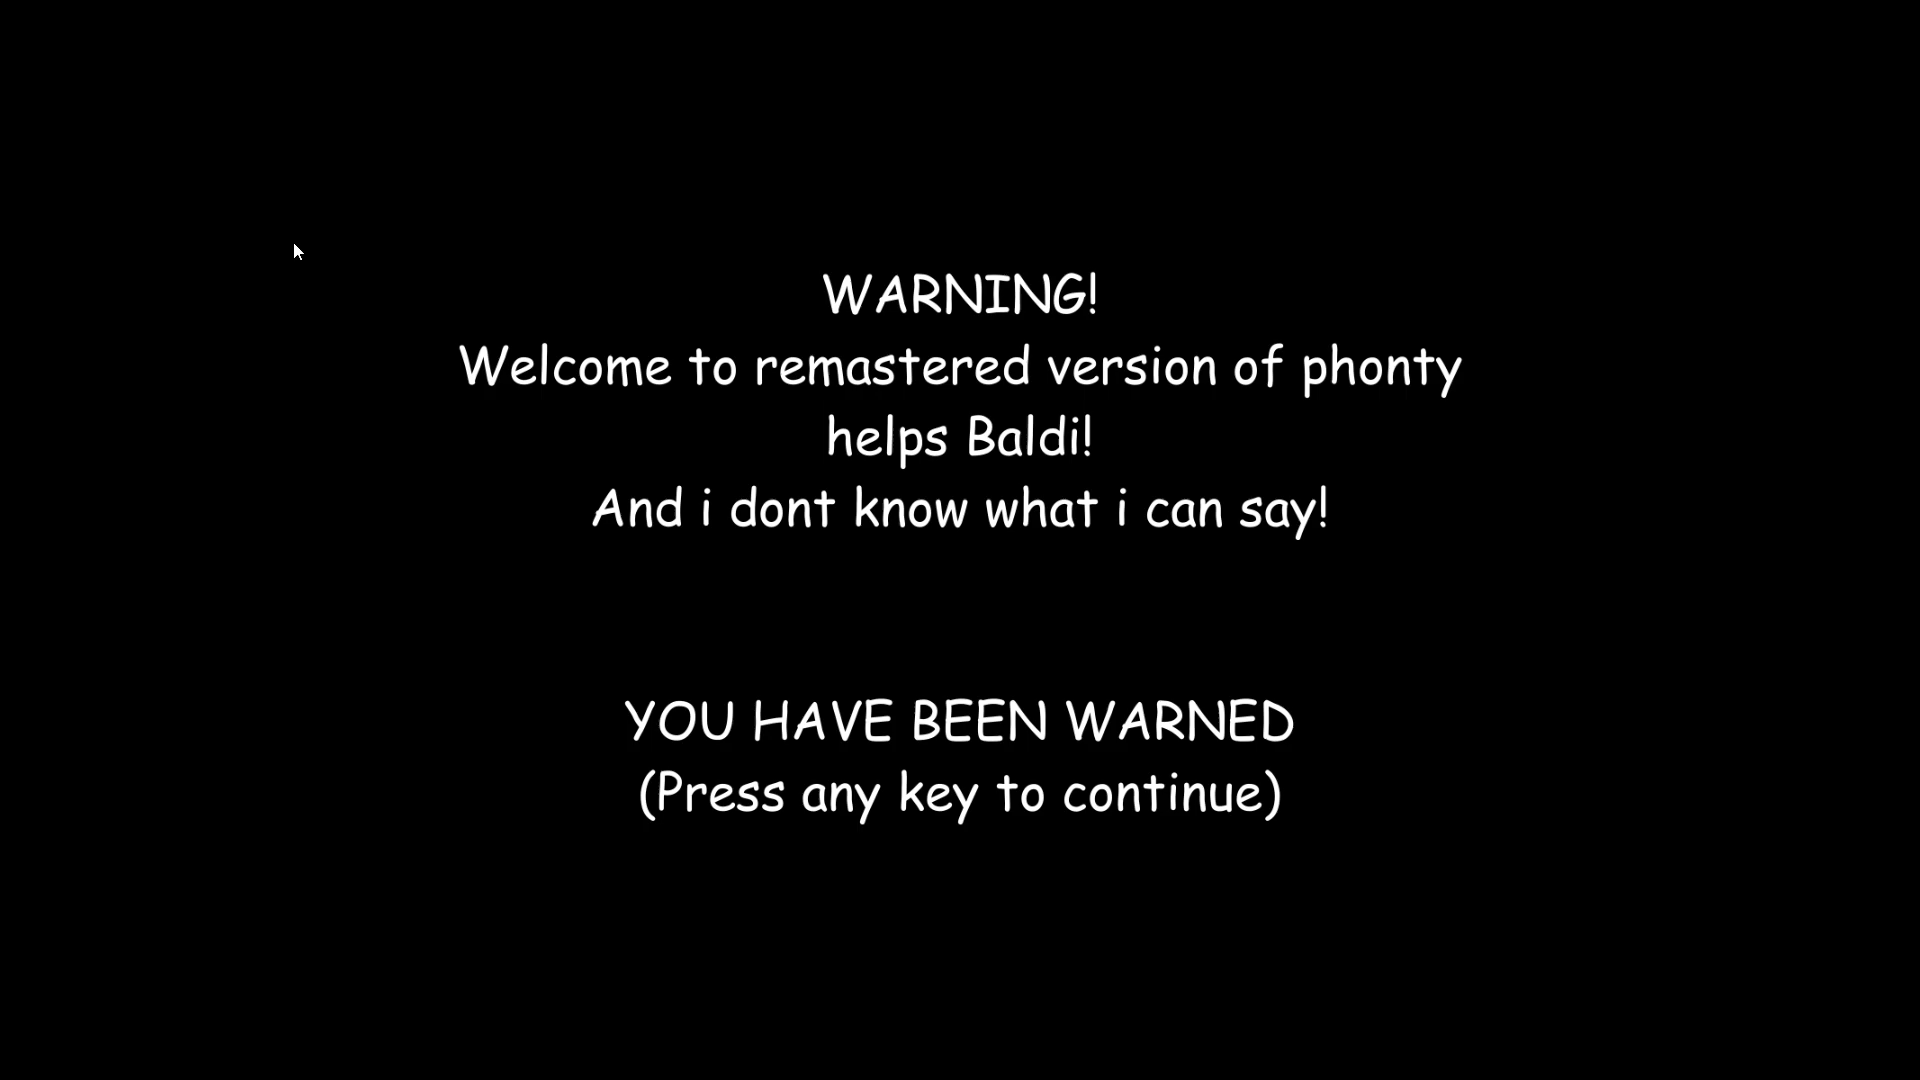 WARNING!
Welcome to remastered version of phonty
helps Baldi!
And i dont know what i can say!
YOU HAVE BEEN WARNED
(Press any key to continue)